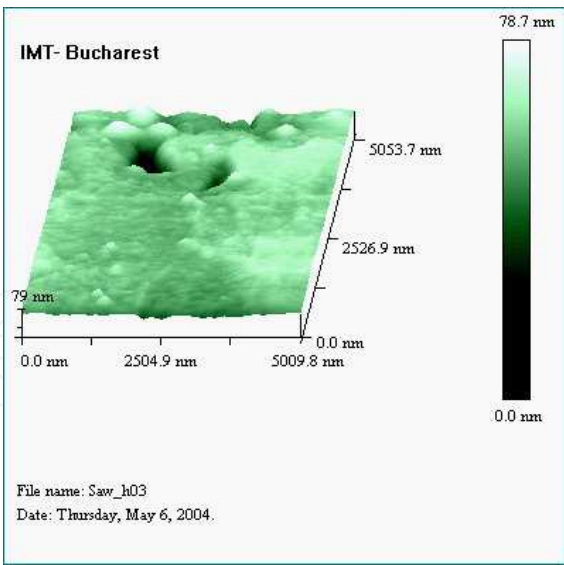 78.7 nm
IMT- Bucharest
5053.7 nm
2526.9 nm
79 nm
0.0 nm
0.0 nm
2504.9 nm
5009.8 nm
0.0 nm
File name: Saw_h03
Date: Thursday, May 6, 2004.